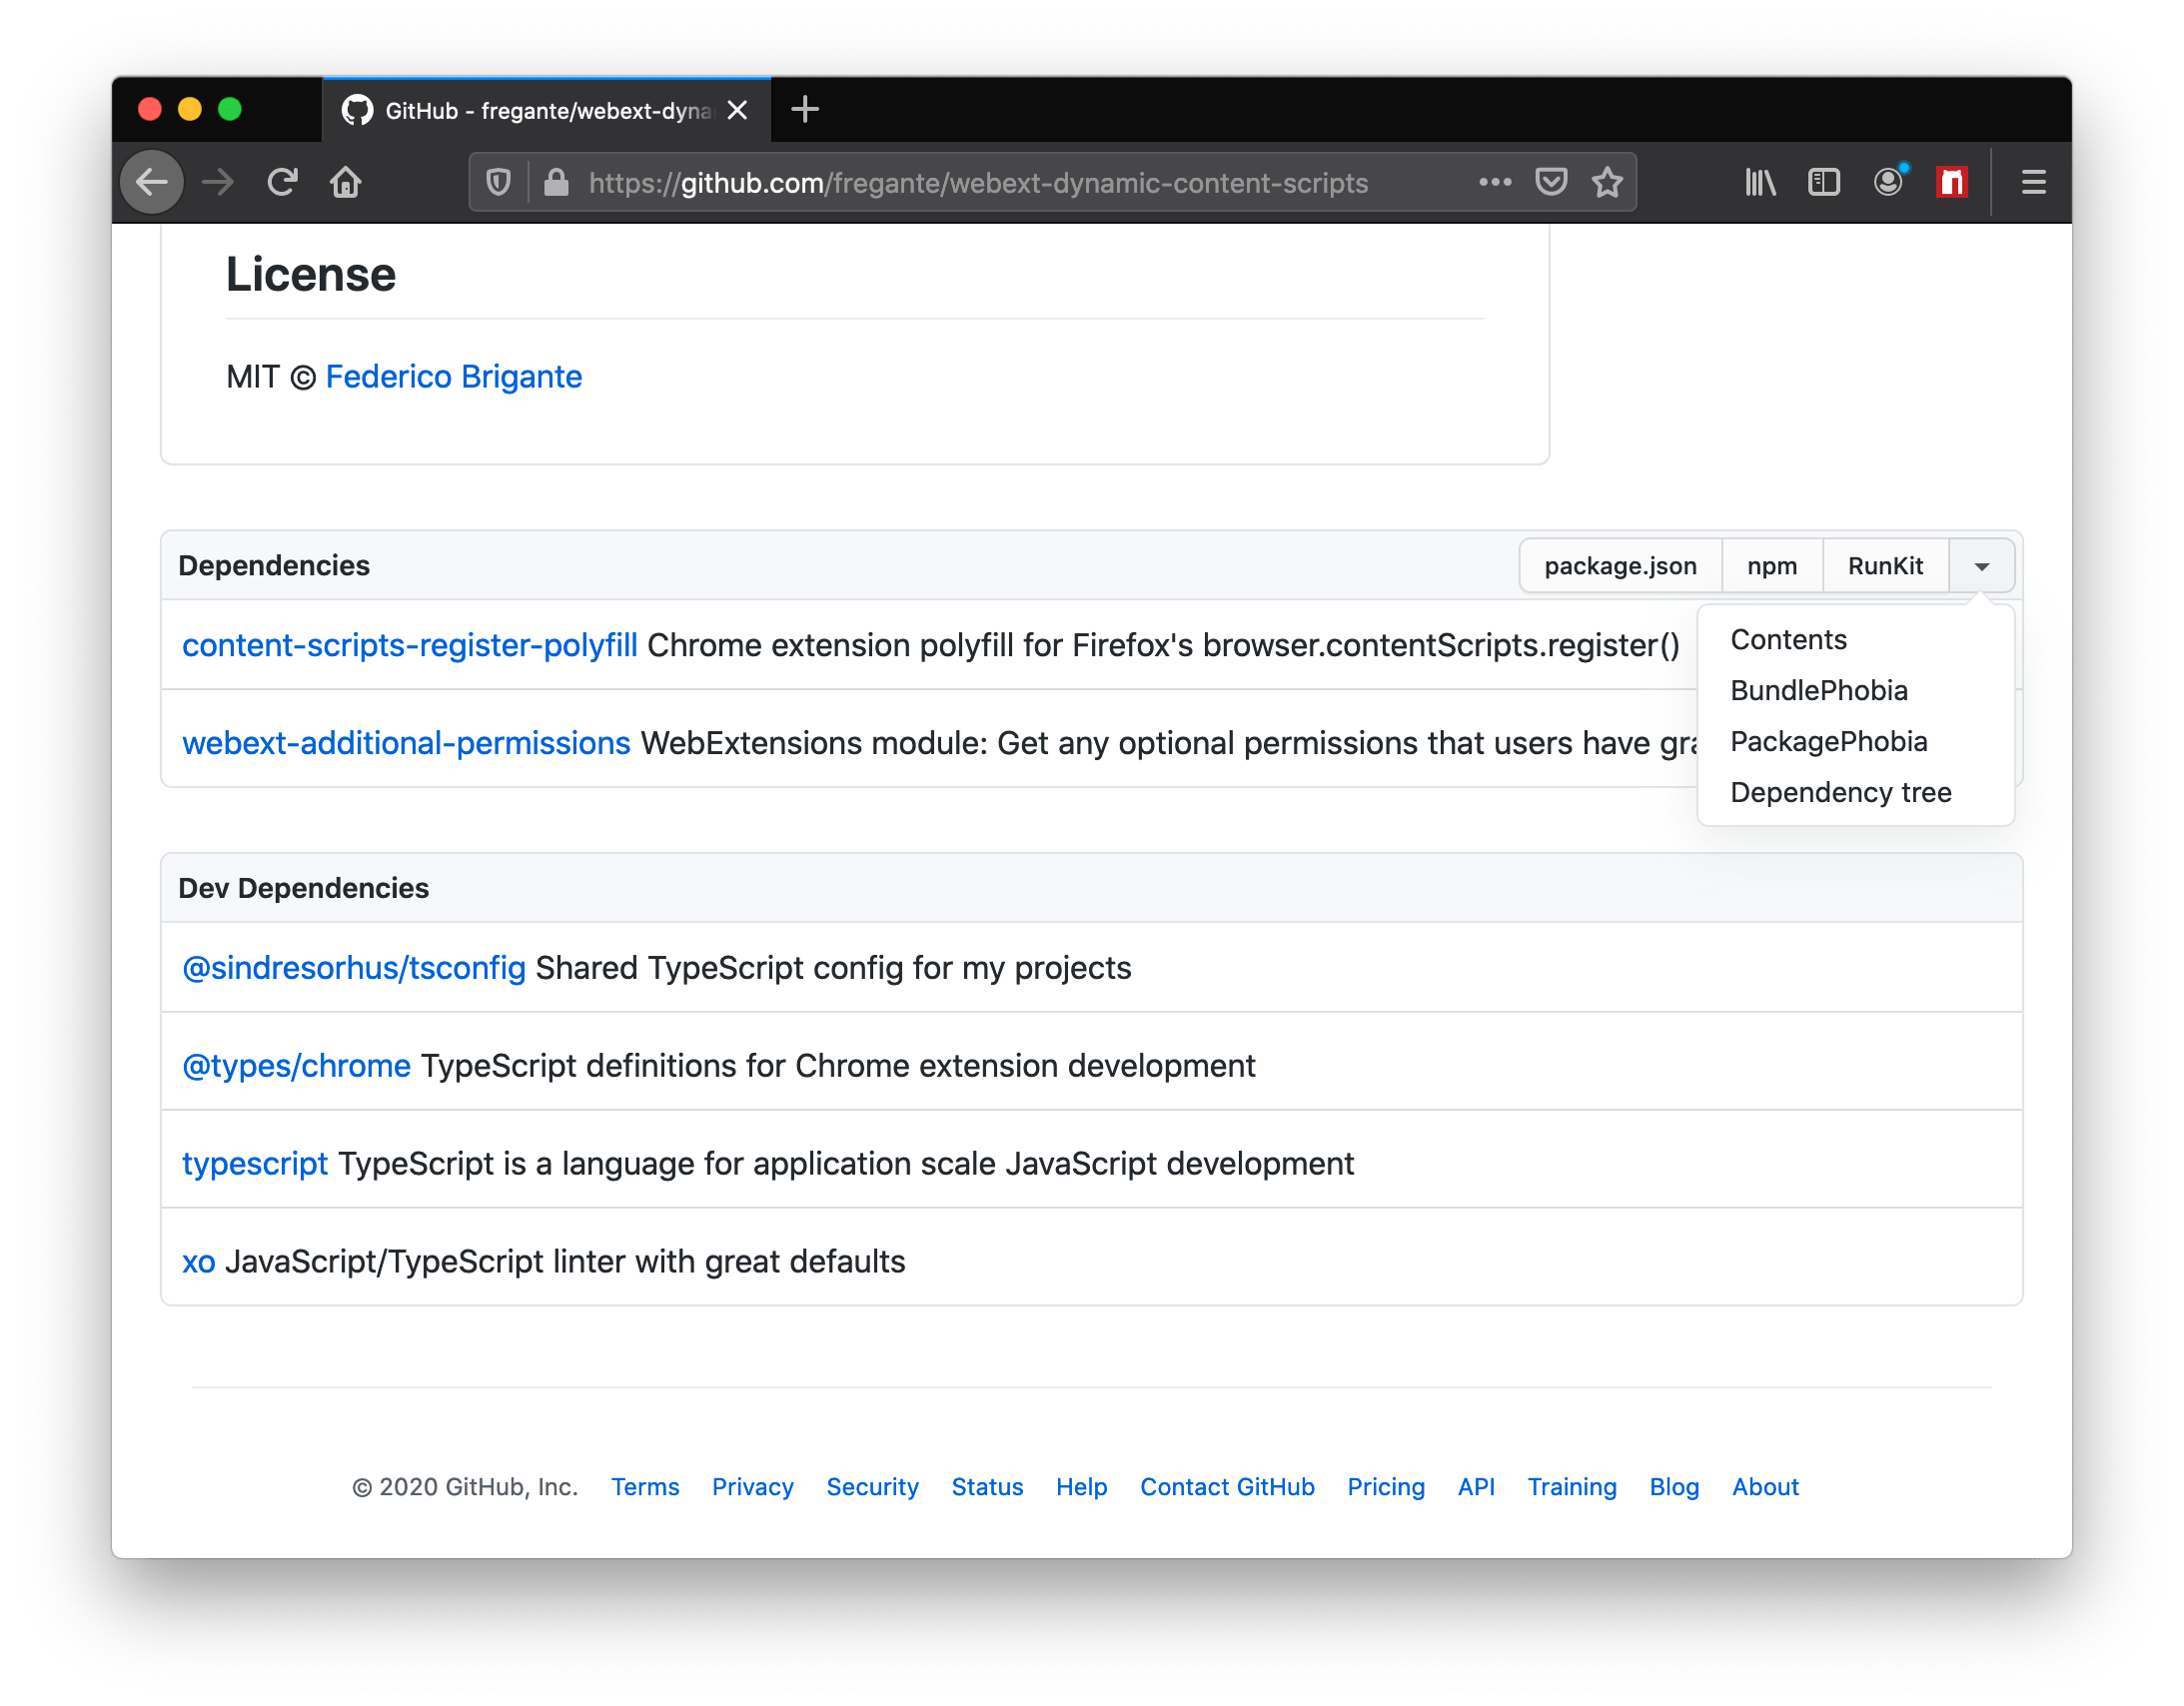 GitHub - fregante/webext-dyna
https://github.com/fregante/webext-dynamic-content-scripts
License
MIT © Federico Brigante
Dependencies
package.json
npm
RunKit
Contents
BundlePhobia
PackagePhobia
Dependency tree
content-scripts-register-polyfill Chrome extension polyfill for Firefox's browser.contentScripts.register()
webext-additional-permissions WebExtensions module: Get any optional permissions that users have gra
Dev Dependencies
@sindresorhus/tsconfig Shared TypeScript config for my projects
@types/chrome TypeScript definitions for Chrome extension development
typescript TypeScript is a language for application scale JavaScript development
xo JavaScript/TypeScript linter with great defaults
© 2020 GitHub, Inc. Terms Privacy Security Status Help Contact GitHub Pricing API Training Blog About